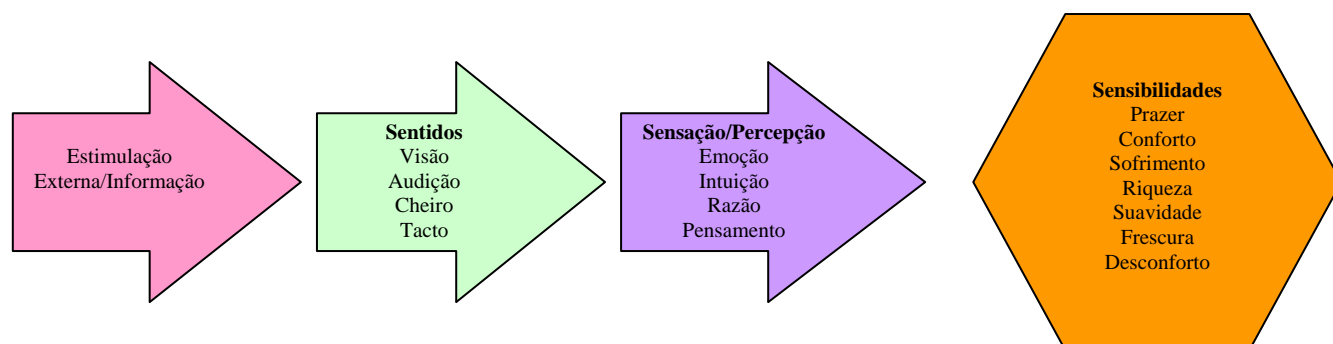 Estimulação
Externa/Informação
Sentidos
Visão
Audição
Cheiro
Tacto
Sensação/Percepção
Emoção
Intuição
Razão
Pensamento
Sensibilidades
Prazer
Conforto
Sofrimento
Riqueza
Suavidade
Frescura
Desconforto